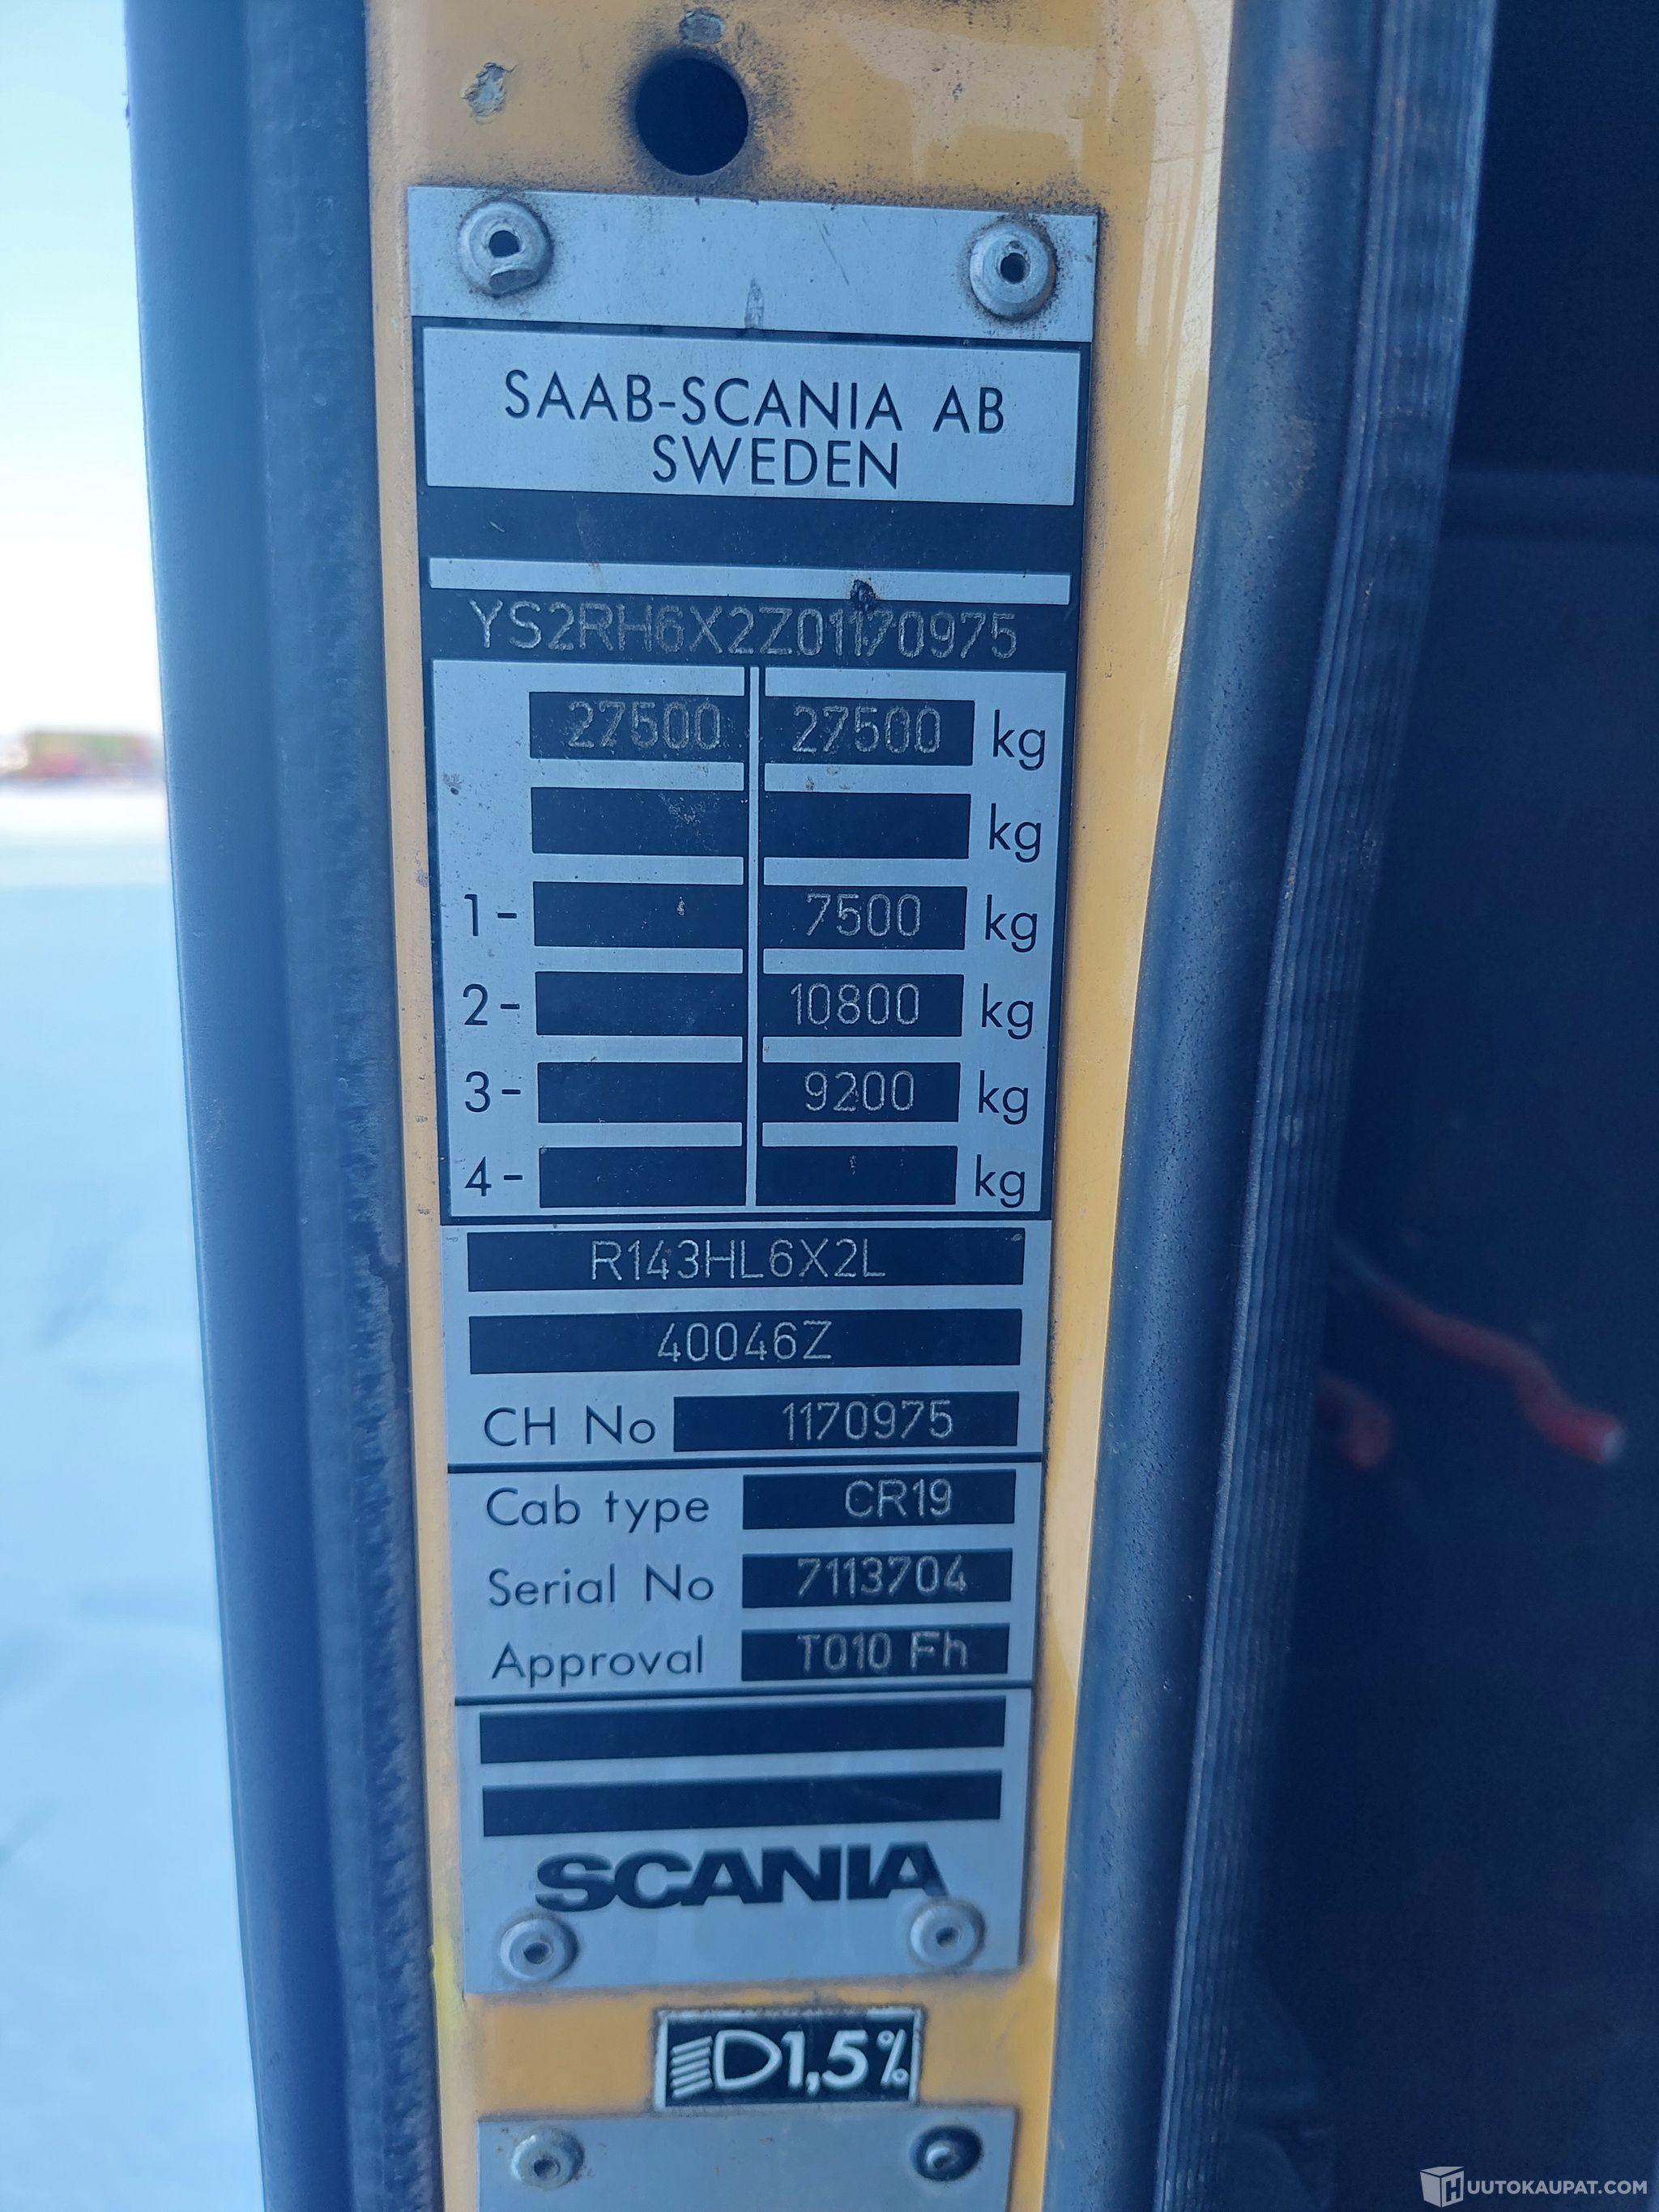 SAAB-SCANIA AB
SWEDEN
YS2RH6X2Z01170975
27500 27500 kg
kg
1- 7500 kg
2- 10800 kg
3- 9200 kg
4- kg
R143HL6X2L
40046Z
CH No 1170975
Cab type CR19
Serial No 7113704
Approval T010 Fh
SCANIA
1,5%
HUUTOKAUPAT.COM